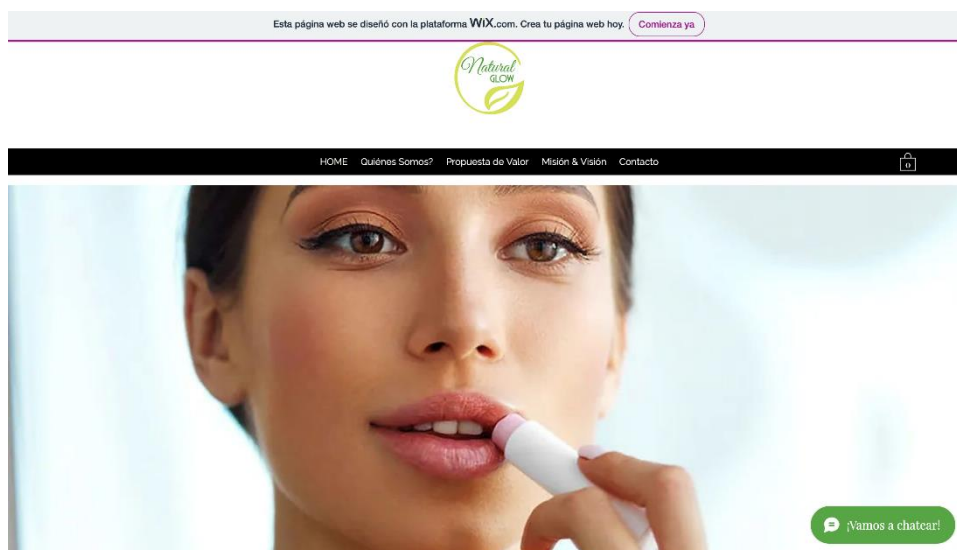 Esta página web se diseñó con la plataforma WiX.com. Crea tu página web hoy. Comienza ya
Natural
GLOW
HOME Quiénes Somos? Propuesta de Valor Misión & Visión Contacto
0
¡Vamos a chatear!